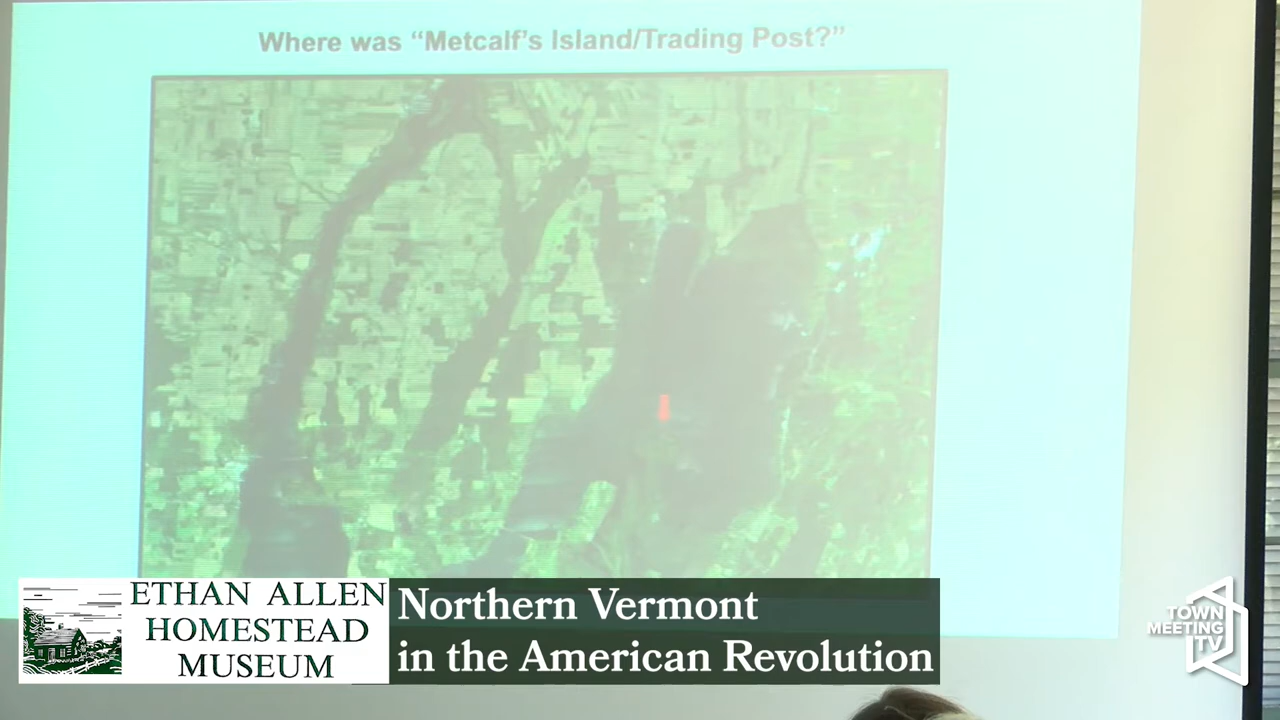 Where was “Metcalf’s Island/Trading Post?”
ETHAN ALLEN
HOMESTEAD
MUSEUM
Northern Vermont
in the American Revolution
TOWN
MEETING
TV